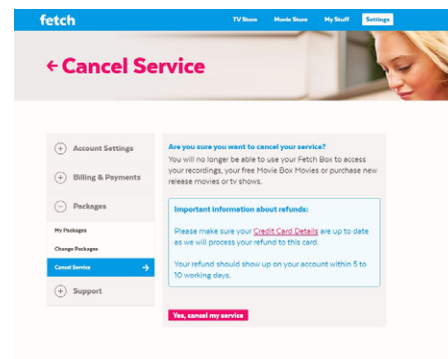 fetch
TV Store Movie Store My Stuff Settings
← Cancel Service
Account Settings
Billing & Payments
Packages
My Packages
Change Packages
Cancel Service →
Support
Are you sure you want to cancel your service?
You will no longer be able to use your Fetch Box to access
your recordings, your free Movie Box Movies or purchase new
release movies or tv shows.
Important information about refunds:
Please make sure your Credit Card Details are up to date
as we will process your refund to this card.
Your refund should show up on your account within 5 to
10 working days.
Yes, cancel my service